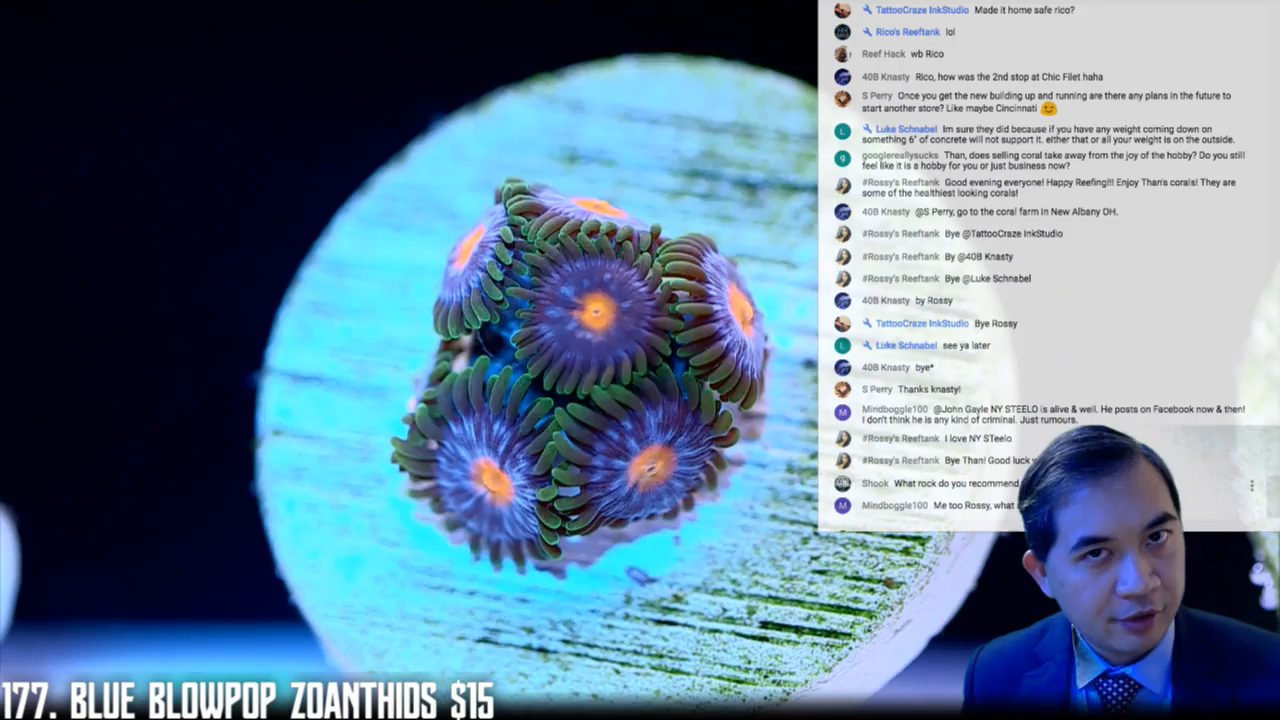 TattooCraze InkStudio Made it home safe rico?
Rico's Reeftank lol
Reef Hack wb Rico
40B Knasty Rico, how was the 2nd stop at Chic Filet haha
S Perry Once you get the new building up and running are there any plans in the future to
start another store? Like maybe Cincinnati
L
Luke Schnabel Im sure they did because if you have any weight coming down on
something 6" of concrete will not support it. either that or all your weight is on the outside.
g
googlereallysucks Than, does selling coral take away from the joy of the hobby? Do you still
feel like it is a hobby for you or just business now?
#Rossy's Reeftank Good evening everyone! Happy Reefing!!! Enjoy Than's corals! They are
some of the healthiest looking corals!
40B Knasty @S Perry, go to the coral farm in New Albany OH.
#Rossy's Reeftank Bye @TattooCraze InkStudio
#Rossy's Reeftank By @40B Knasty
#Rossy's Reeftank Bye @Luke Schnabel
40B Knasty by Rossy
TattooCraze InkStudio Bye Rossy
L Luke Schnabel see ya later
40B Knasty bye*
S Perry Thanks knasty!
M
Mindboggle100 @John Gayle NY STEELO is alive & well. He posts on Facebook now & then!
I don't think he is any kind of criminal. Just rumours.
#Rossy's Reeftank I love NY STeelo
#Rossy's Reeftank Bye Than! Good luck
Shook What rock do you recommend
M Mindboggle100 Me too Rossy, what
177. BLUE BLOWPOP ZOANTHIDS $15